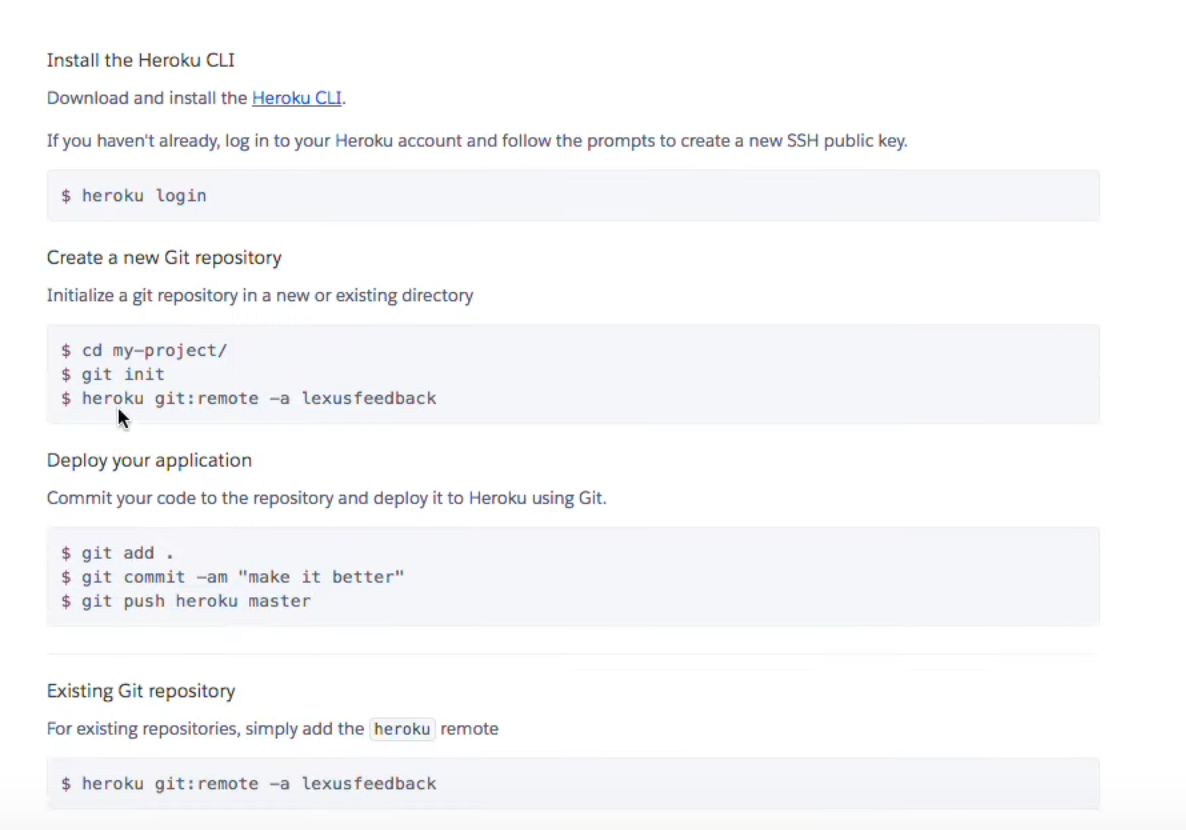 Install the Heroku CLI
Download and install the Heroku CLI.
If you haven't already, log in to your Heroku account and follow the prompts to create a new SSH public key.
$ heroku login
Create a new Git repository
Initialize a git repository in a new or existing directory
$ cd my-project/
$ git init
$ heroku git:remote -a lexusfeedback
Deploy your application
Commit your code to the repository and deploy it to Heroku using Git.
$ git add .
$ git commit -am "make it better"
$ git push heroku master
Existing Git repository
For existing repositories, simply add the heroku remote
$ heroku git:remote -a lexusfeedback